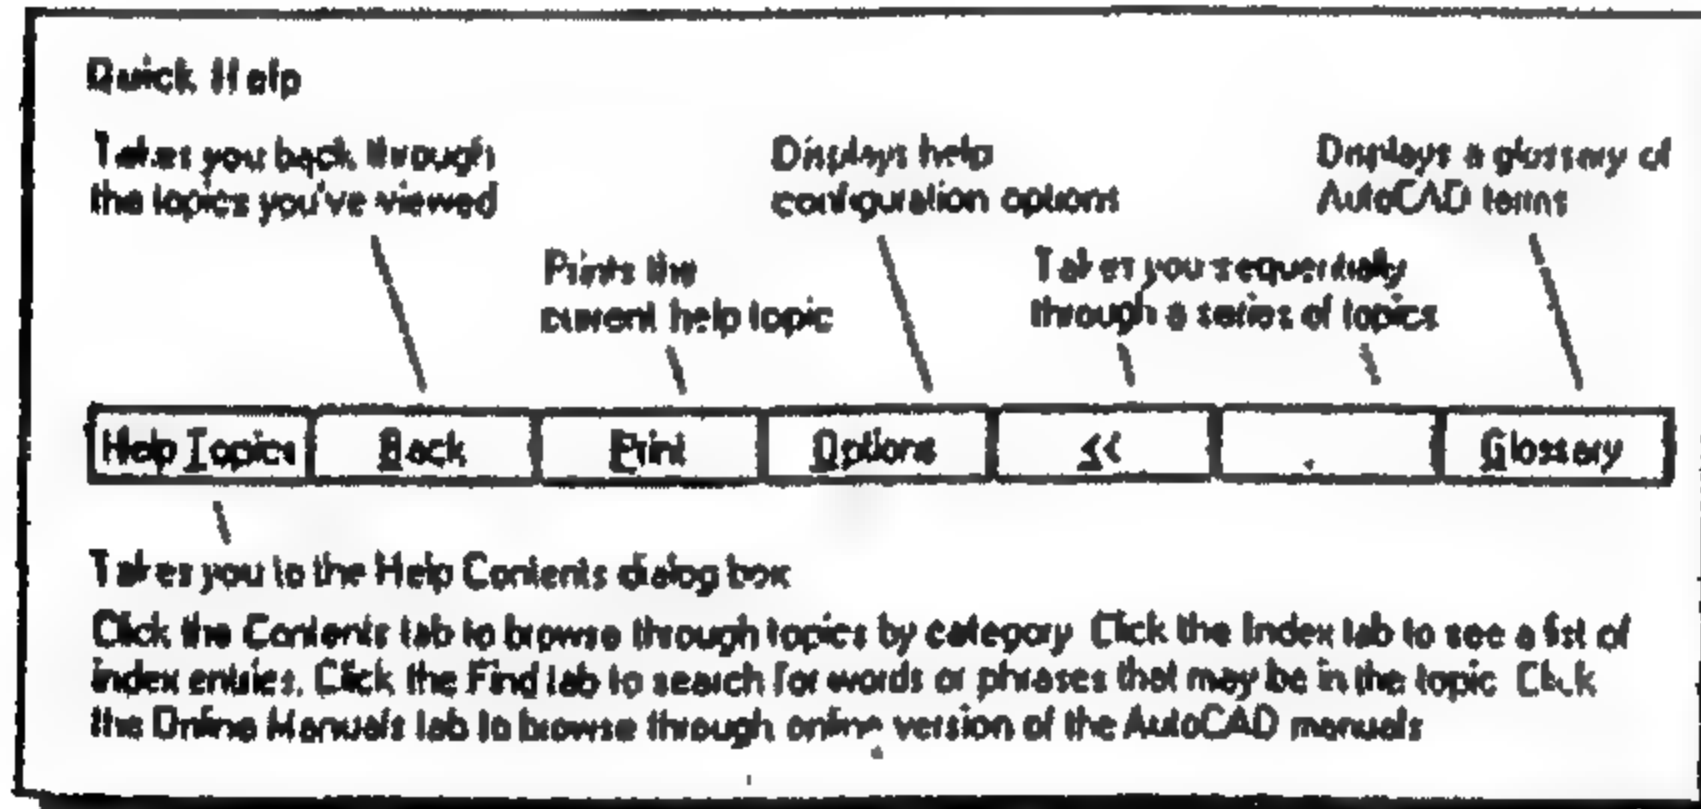 Quick Help
Takes you back through
the topics you've viewed
Displays help
configuration options
Displays a glossary of
AutoCAD terms
Prints the
current help topic
Takes you sequentially
through a series of topics
Help Topics Back Print Options << Glossary
Takes you to the Help Contents dialog box
Click the Contents tab to browse through topics by category Click the Index tab to see a list of
index entries. Click the Find tab to search for words or phrases that may be in the topic Click
the Online Manuals tab to browse through online version of the AutoCAD manuals